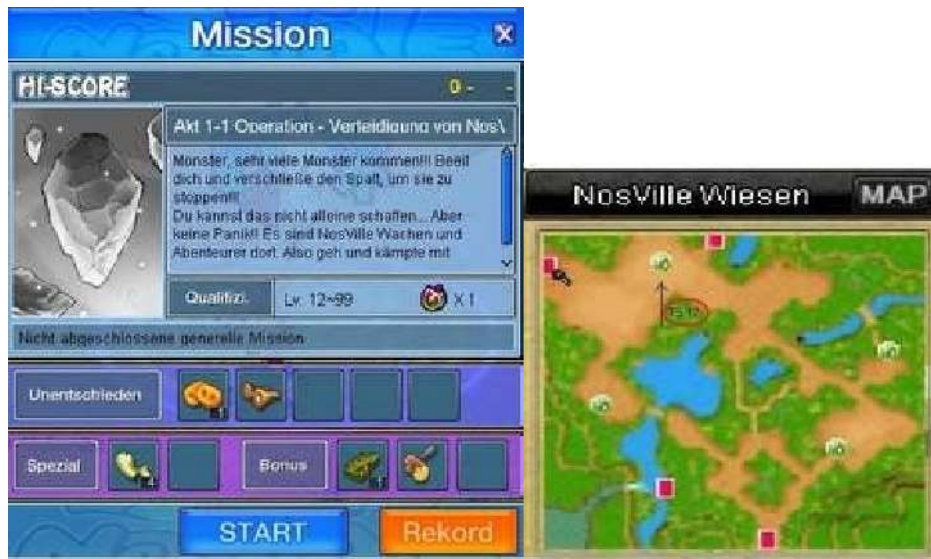 Mission
HI-SCORE
0 - -
Akt 1-1 Operation - Verteidigung von Nos\
Monster, sehr viele Monster kommen!!! Beeil
dich und verschließe den Spalt, um sie zu
stoppen!!!
Du kannst das nicht alleine schaffen... Aber
keine Panik!! Es sind NosVille Wachen und
Abenteurer dort. Also geh und kämpfe mit
Qualifizi. Lv. 12~99 X 1
Nicht abgeschlossene generelle Mission
Unentschieden
Spezial Bonus
START Rekord
NosVille Wiesen MAP
TS 12